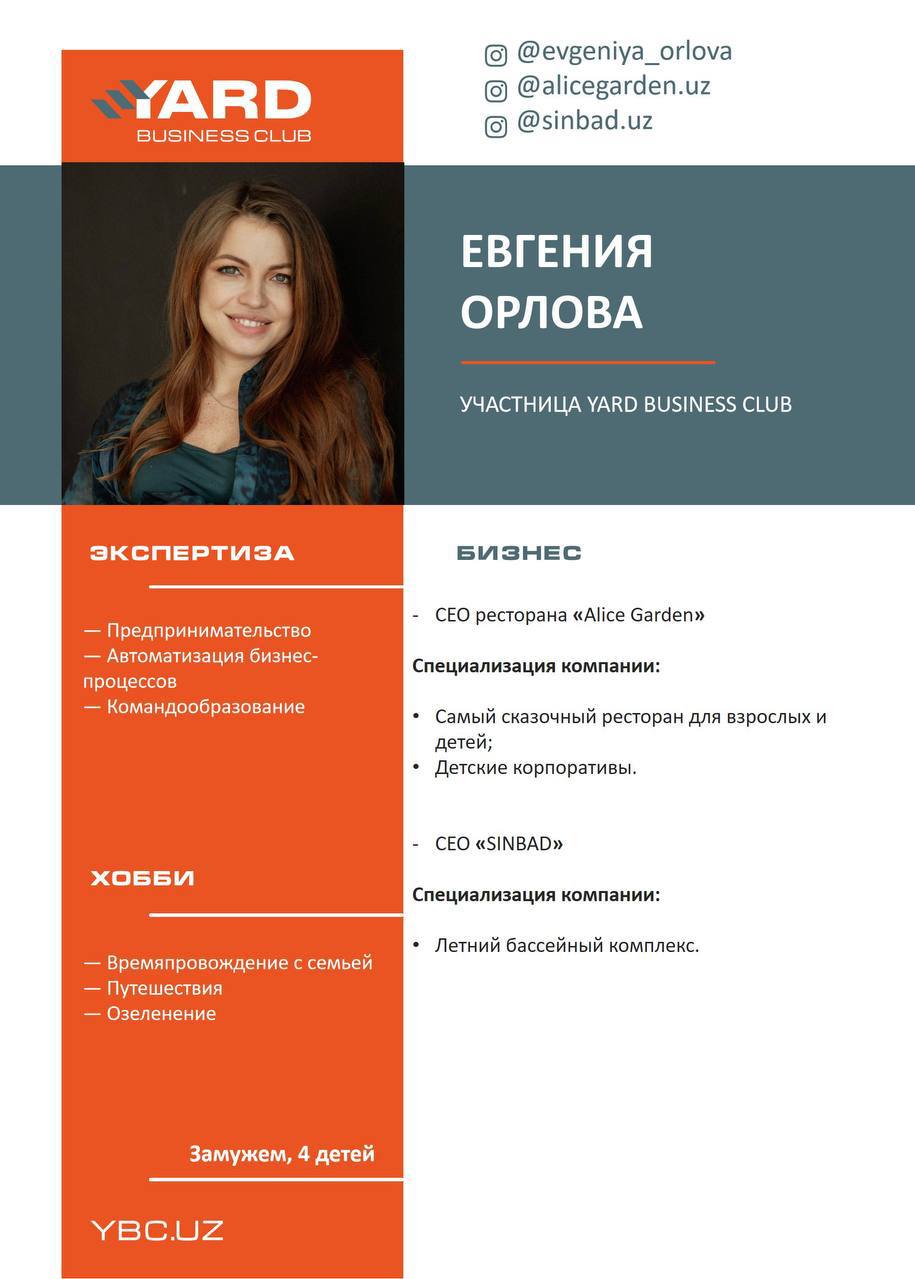 YARD
BUSINESS CLUB
@evgeniya_orlova
@alicegarden.uz
@sinbad.uz
ЕВГЕНИЯ
ОРЛОВА
УЧАСТНИЦА YARD BUSINESS CLUB
ЭКСПЕРТИЗА
— Предпринимательство
— Автоматизация бизнес-
процессов
— Командообразование
ХОББИ
— Времяпровождение с семьей
— Путешествия
— Озеленение
Замужем, 4 детей
YBC.UZ
БИЗНЕС
- CEO ресторана «Alice Garden»
Специализация компании:
• Самый сказочный ресторан для взрослых и
детей;
• Детские корпоративы.
- CEO «SINBAD»
Специализация компании:
• Летний бассейный комплекс.